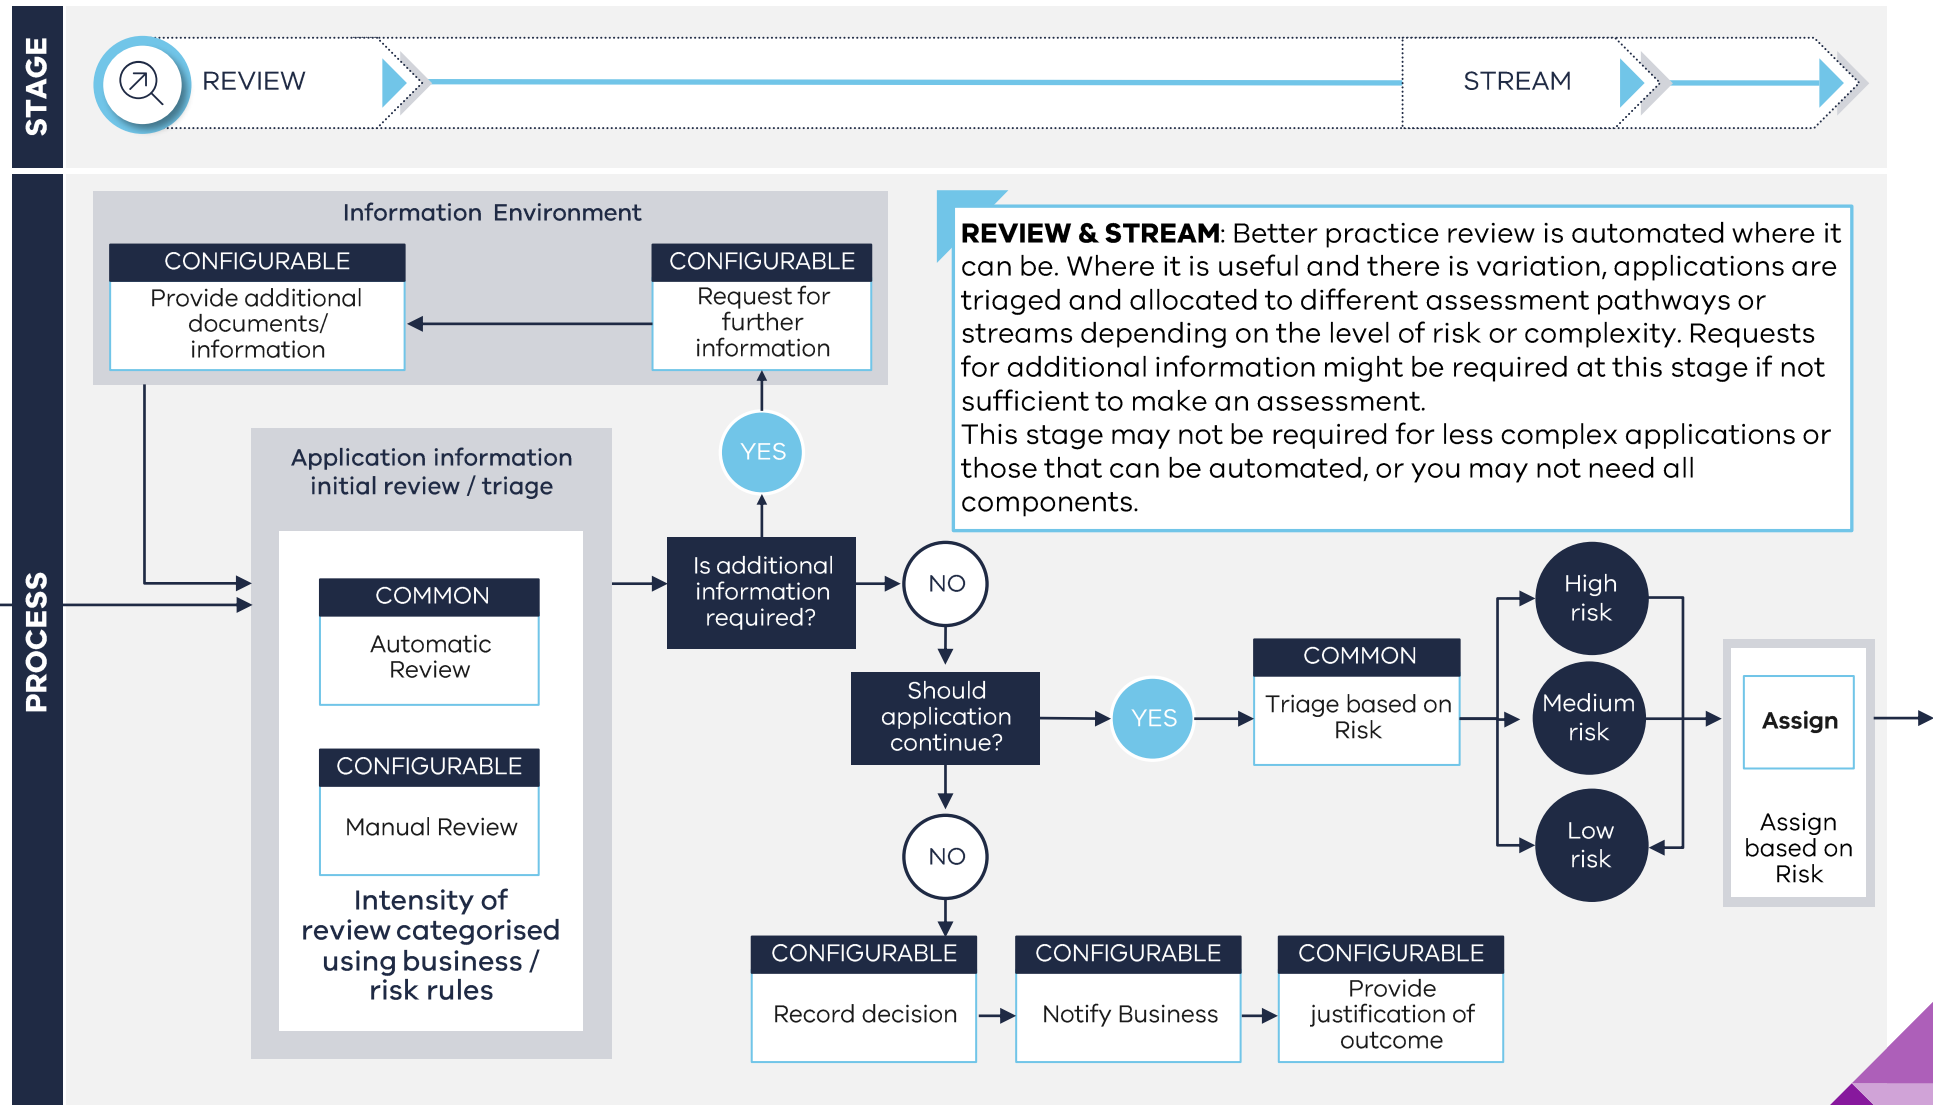 STAGE
REVIEW
STREAM
PROCESS
Information Environment
CONFIGURABLE
Provide additional
documents/
information
CONFIGURABLE
Request for
further
information
REVIEW & STREAM: Better practice review is automated where it
can be. Where it is useful and there is variation, applications are
triaged and allocated to different assessment pathways or
streams depending on the level of risk or complexity. Requests
for additional information might be required at this stage if not
sufficient to make an assessment.
This stage may not be required for less complex applications or
those that can be automated, or you may not need all
components.
YES
Application information
initial review / triage
COMMON
Automatic
Review
CONFIGURABLE
Manual Review
Intensity of
review categorised
using business /
risk rules
Is additional
information
required?
NO
Should
application
continue?
YES
COMMON
Triage based on
Risk
High
risk
Medium
risk
Low
risk
Assign
Assign
based on
Risk
NO
CONFIGURABLE
Record decision
CONFIGURABLE
Notify Business
CONFIGURABLE
Provide
justification of
outcome